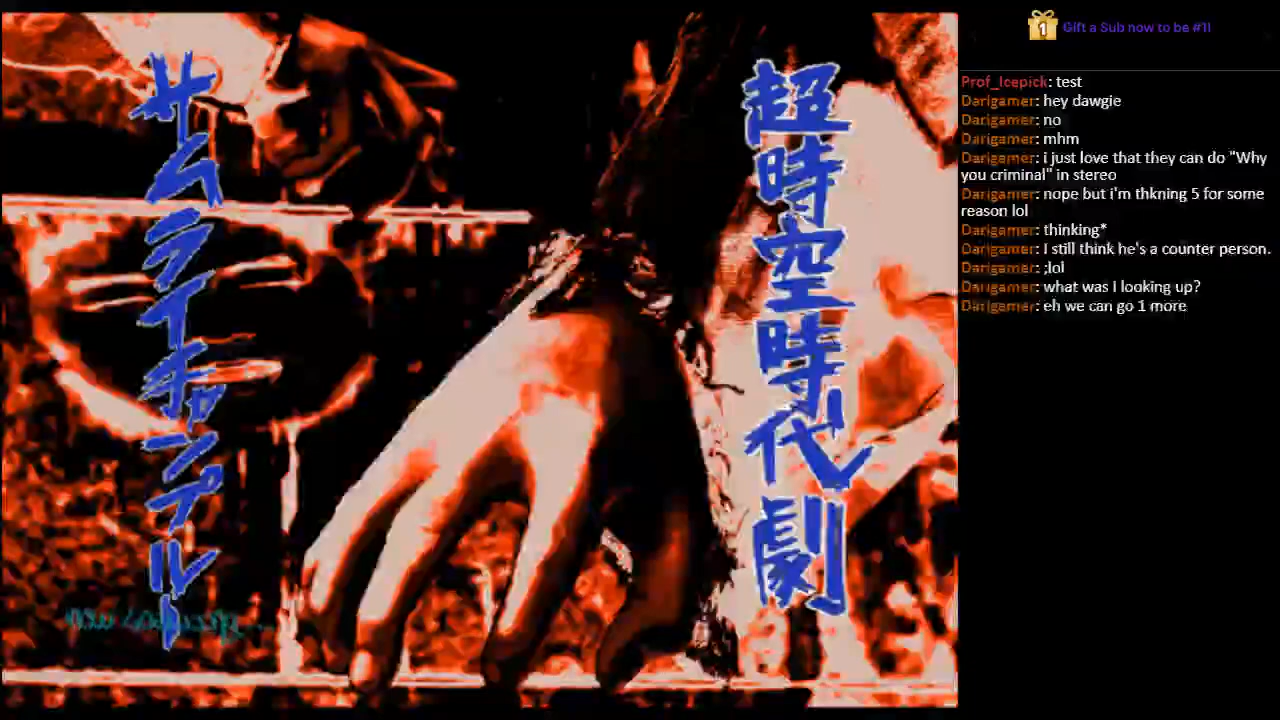 超時空時代劇
サムライチャンプルー
Gift a Sub now to be #1!
Prof_Icepick: test
Darigamer: hey dawgie
Darigamer: no
Darigamer: mhm
Darigamer: i just love that they can do "Why
you criminal" in stereo
Darigamer: nope but i'm thkning 5 for some
reason lol
Darigamer: thinking*
Darigamer: I still think he's a counter person.
Darigamer: ;lol
Darigamer: what was I looking up?
Darigamer: eh we can go 1 more